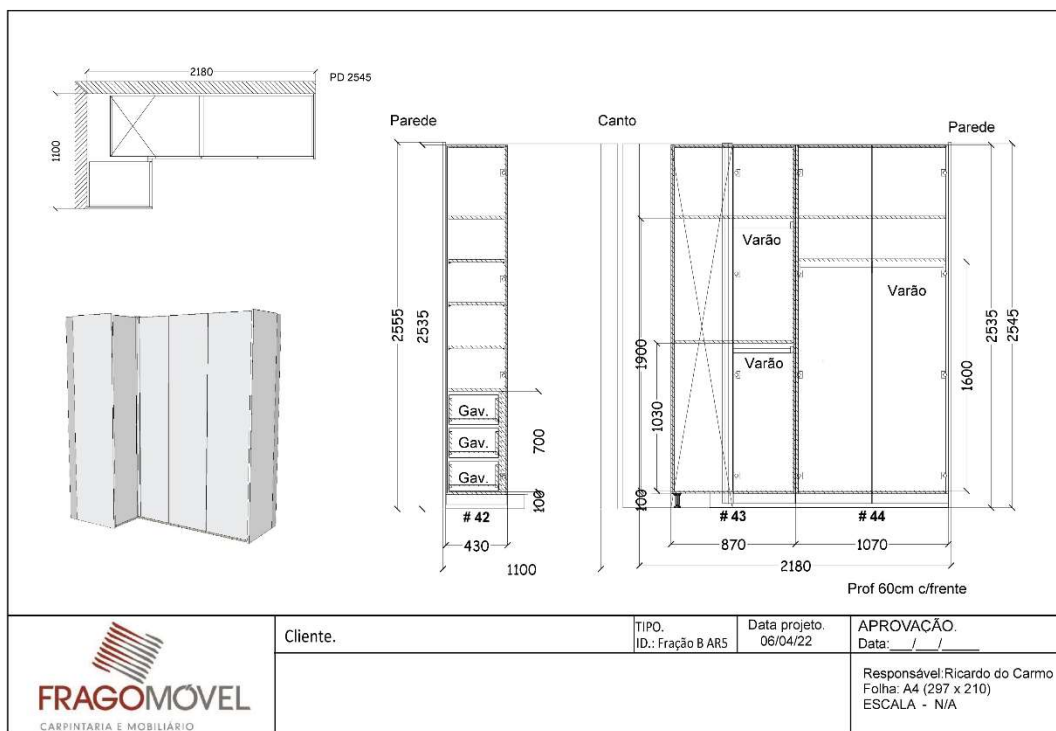 2180
PD 2545
1100
Parede
Canto
Parede
Varão
Varão
Varão
2555
2535
1900
1030
2535
2545
1600
Gav.
Gav.
Gav.
700
100
100
# 42
# 43
# 44
430
870
1070
1100
2180
Prof 60cm c/frente
FRAGOMÓVEL
CARPINTARIA E MOBILIÁRIO
Cliente.
TIPO.
ID.: Fração B AR5
Data projeto.
06/04/22
APROVAÇÃO.
Data:___/___/_____
Responsável:Ricardo do Carmo
Folha: A4 (297 x 210)
ESCALA - N/A